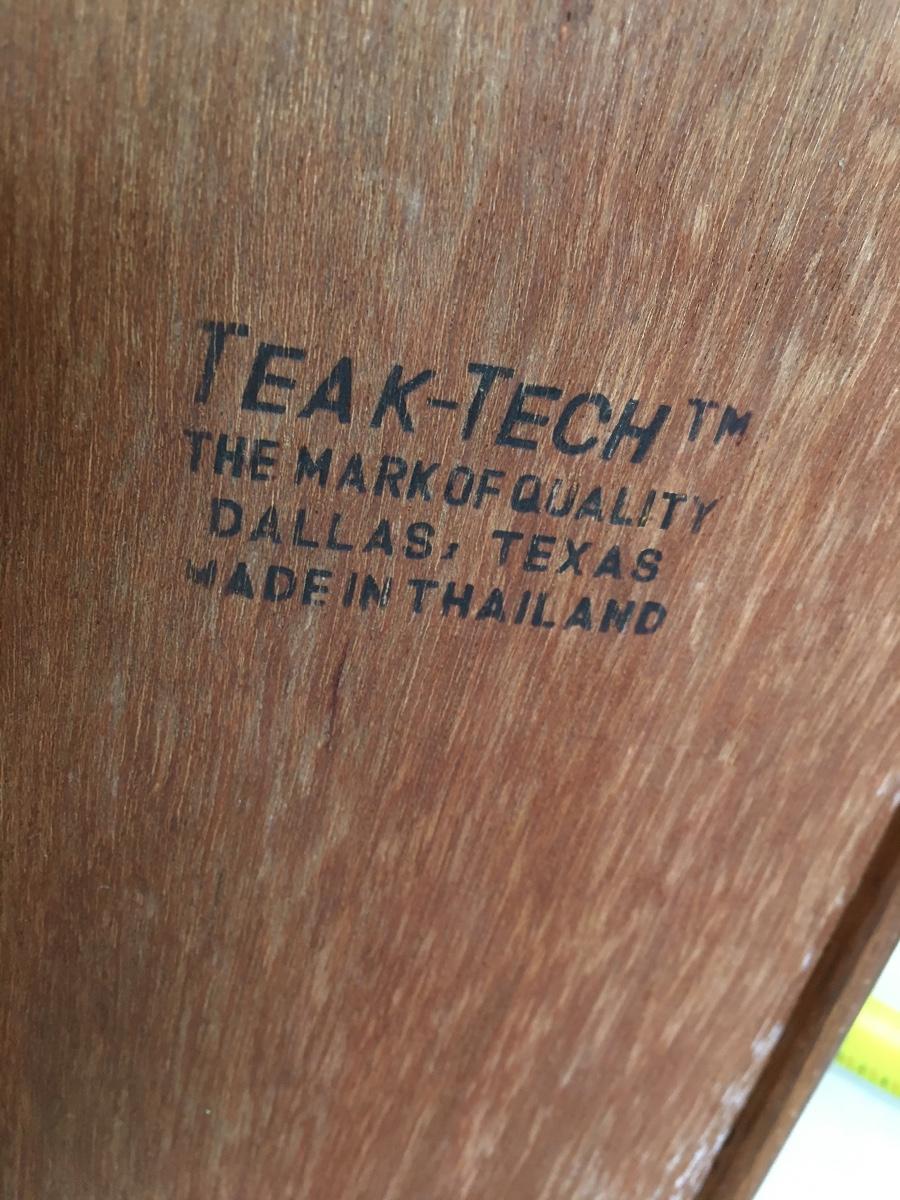 TEAK-TECH™
THE MARK OF QUALITY
DALLAS, TEXAS
MADE IN THAILAND